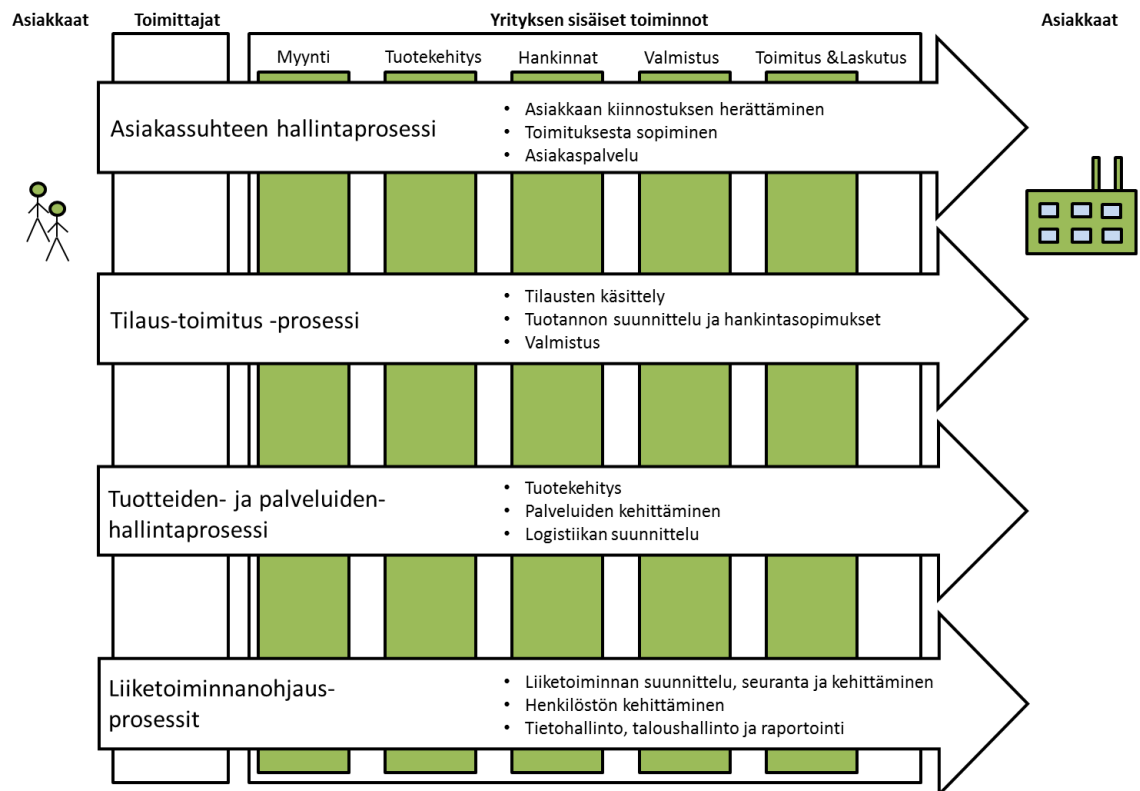 Asiakkaat
Toimittajat
Yrityksen sisäiset toiminnot
Asiakkaat
Myynti
Tuotekehitys
Hankinnat
Valmistus
Toimitus &Laskutus
Asiakassuhteen hallintaprosessi
• Asiakkaan kiinnostuksen herättäminen
• Toimituksesta sopiminen
• Asiakaspalvelu
Tilaus-toimitus -prosessi
• Tilausten käsittely
• Tuotannon suunnittelu ja hankintasopimukset
• Valmistus
Tuotteiden- ja palveluiden-
hallintaprosessi
• Tuotekehitys
• Palveluiden kehittäminen
• Logistiikan suunnittelu
Liiketoiminnanohjaus-
prosessit
• Liiketoiminnan suunnittelu, seuranta ja kehittäminen
• Henkilöstön kehittäminen
• Tietohallinto, taloushallinto ja raportointi